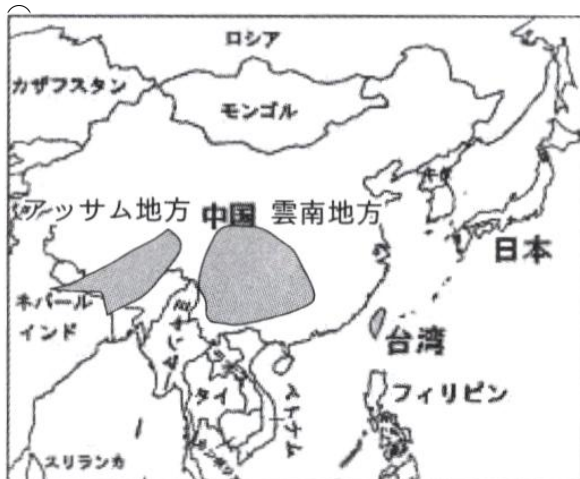 ロシア
カザフスタン
モンゴル
アッサム地方
中国
雲南地方
日本
ネパール
インド
台湾
タイ
ベトナム
フィリピン
スリランカ